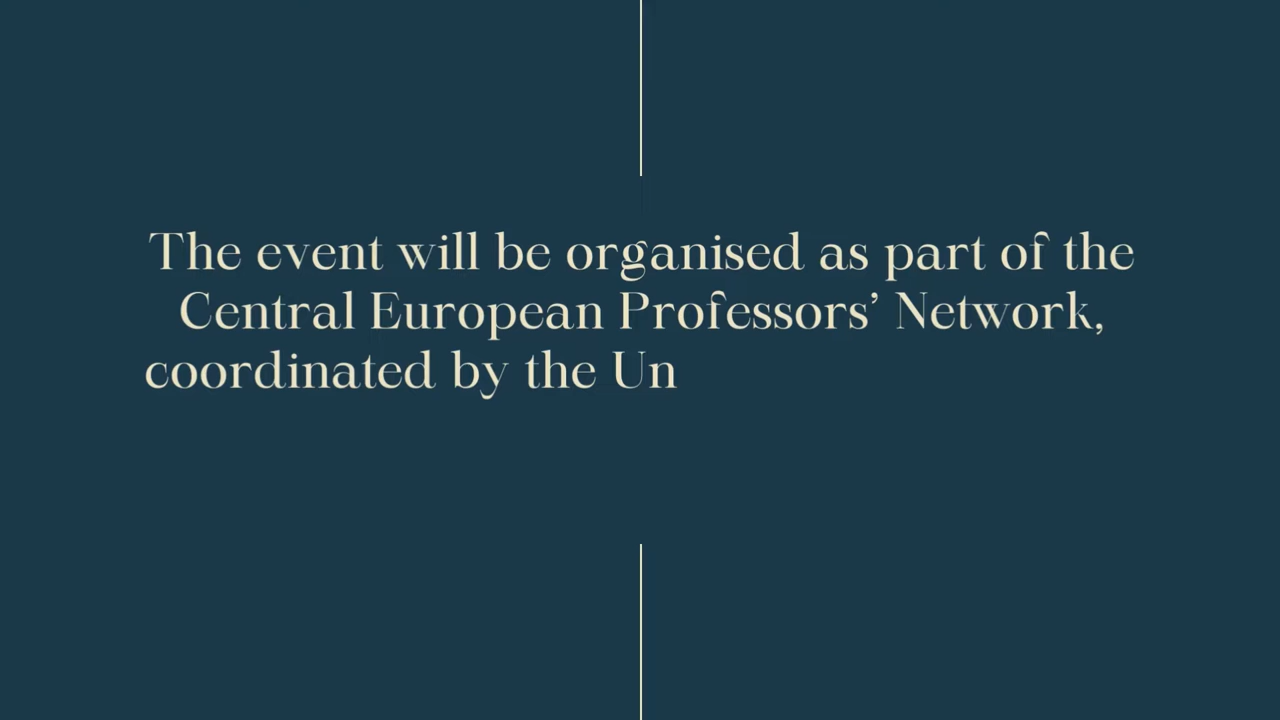 The event will be organised as part of the
Central European Professors’ Network,
coordinated by the Un